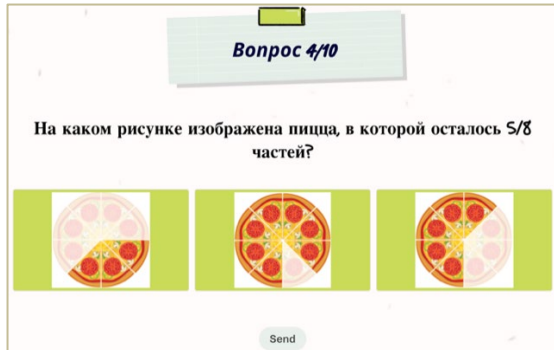 Вопрос 4/10
На каком рисунке изображена пицца, в которой осталось 5/8
частей?
Send